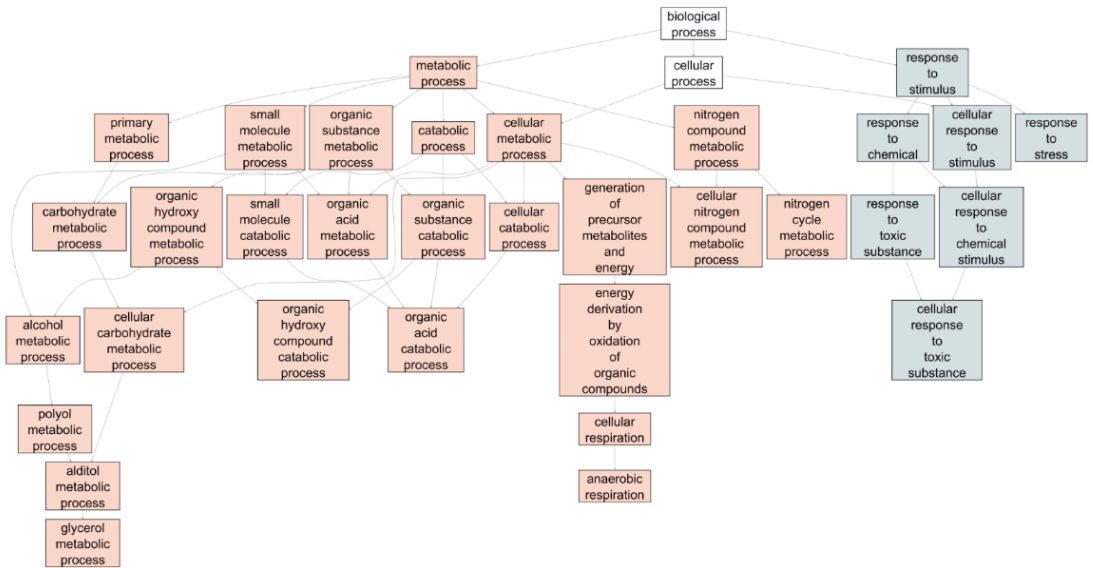 biological
process
metabolic
process
cellular
process
response
to
stimulus
primary
metabolic
process
small
molecule
metabolic
process
organic
substance
metabolic
process
catabolic
process
cellular
metabolic
process
nitrogen
compound
metabolic
process
response
to
chemical
cellular
response
to
stimulus
response
to
stress
carbohydrate
metabolic
process
organic
hydroxy
compound
metabolic
process
small
molecule
catabolic
process
organic
acid
metabolic
process
organic
substance
catabolic
process
cellular
catabolic
process
generation
of
precursor
metabolites
and
energy
cellular
nitrogen
compound
metabolic
process
nitrogen
cycle
metabolic
process
response
to
toxic
substance
cellular
response
to
chemical
stimulus
alcohol
metabolic
process
cellular
carbohydrate
metabolic
process
organic
hydroxy
compound
catabolic
process
organic
acid
catabolic
process
energy
derivation
by
oxidation
of
organic
compounds
cellular
response
to
toxic
substance
polyol
metabolic
process
cellular
respiration
alditol
metabolic
process
anaerobic
respiration
glycerol
metabolic
process